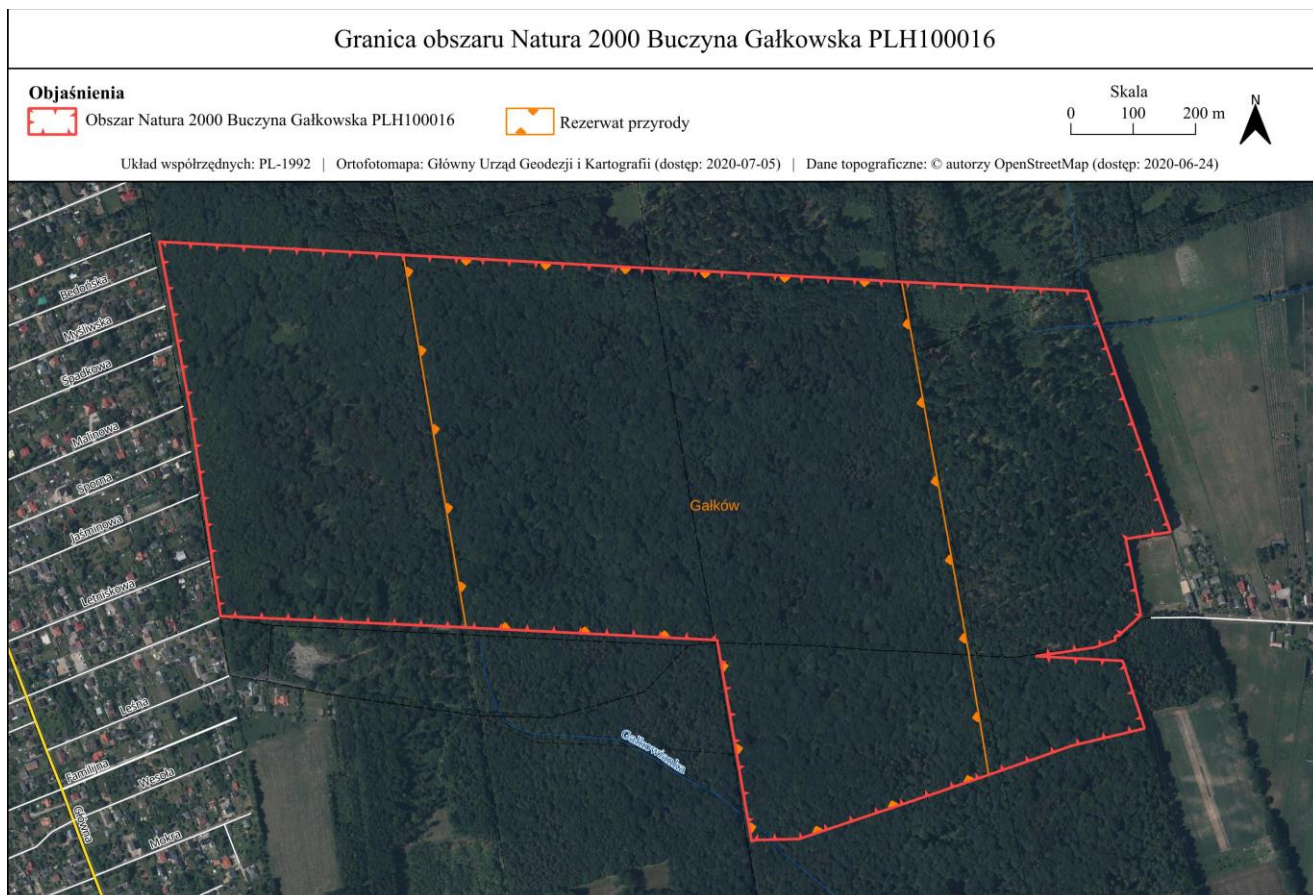 Granica obszaru Natura 2000 Buczyna Gałkowska PLH100016
Objaśnienia
Obszar Natura 2000 Buczyna Gałkowska PLH100016
Rezerwat przyrody
Skala
0 100 200 m
N
Układ współrzędnych: PL-1992 | Ortofotomapa: Główny Urząd Geodezji i Kartografii (dostęp: 2020-07-05) | Dane topograficzne: © autorzy OpenStreetMap (dostęp: 2020-06-24)
Bedońska
Myśliwska
Spadkowa
Malinowa
Sporna
Jaśminowa
Letniskowa
Gałków
Leśna
Gałkowianka
Familijna
Wesoła
Główna
Mokra